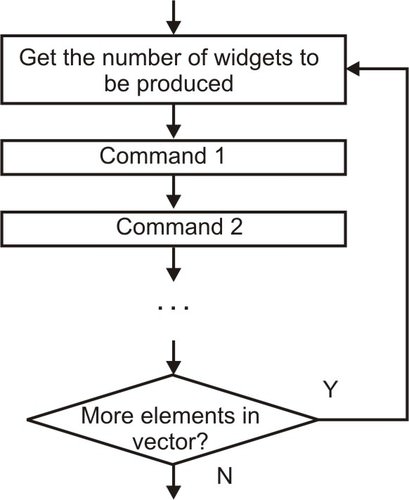 Get the number of widgets to
be produced
Command 1
Command 2
...
Y
More elements in
vector?
N